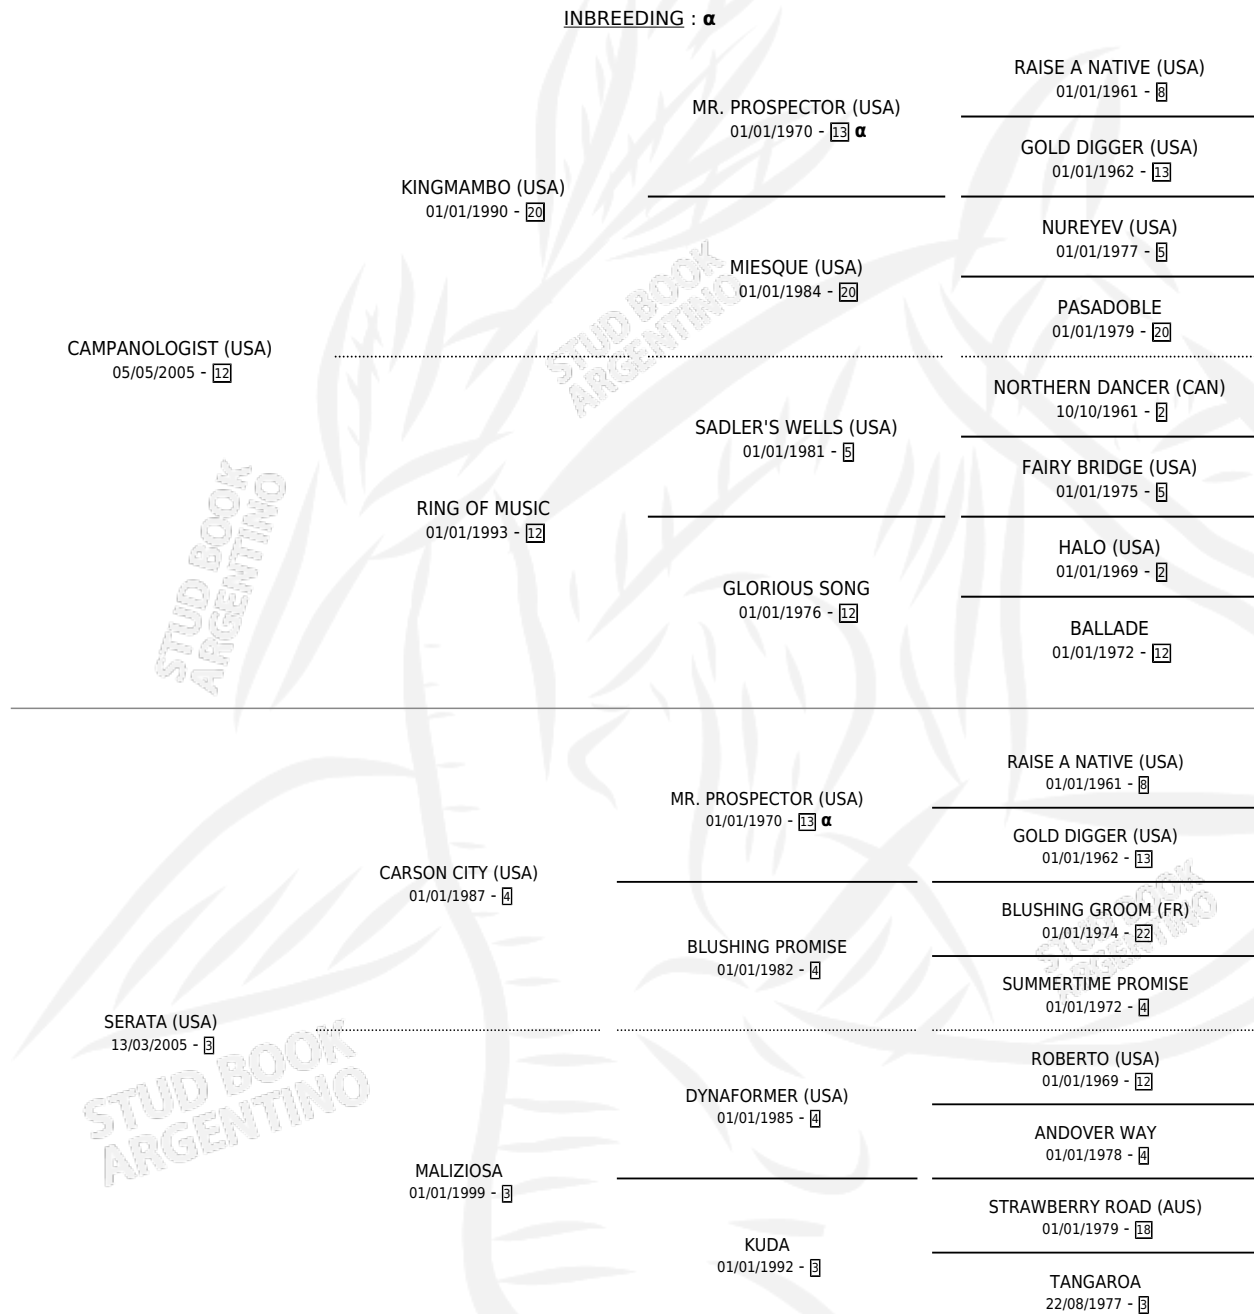 INBREEDING : α
RAISE A NATIVE (USA)
01/01/1961 - 8
MR. PROSPECTOR (USA)
01/01/1970 - 13 α
GOLD DIGGER (USA)
01/01/1962 - 13
KINGMAMBO (USA)
01/01/1990 - 20
NUREYEV (USA)
01/01/1977 - 5
MIESQUE (USA)
01/01/1984 - 20
PASADOBLE
01/01/1979 - 20
CAMPANOLOGIST (USA)
05/05/2005 - 12
NORTHERN DANCER (CAN)
10/10/1961 - 2
SADLER'S WELLS (USA)
01/01/1981 - 5
FAIRY BRIDGE (USA)
01/01/1975 - 5
RING OF MUSIC
01/01/1993 - 12
HALO (USA)
01/01/1969 - 2
GLORIOUS SONG
01/01/1976 - 12
BALLADE
01/01/1972 - 12
RAISE A NATIVE (USA)
01/01/1961 - 8
MR. PROSPECTOR (USA)
01/01/1970 - 13 α
GOLD DIGGER (USA)
01/01/1962 - 13
CARSON CITY (USA)
01/01/1987 - 4
BLUSHING GROOM (FR)
01/01/1974 - 22
BLUSHING PROMISE
01/01/1982 - 4
SUMMERTIME PROMISE
01/01/1972 - 4
SERATA (USA)
13/03/2005 - 3
ROBERTO (USA)
01/01/1969 - 12
DYNAFORMER (USA)
01/01/1985 - 4
ANDOVER WAY
01/01/1978 - 4
MALIZIOSA
01/01/1999 - 3
STRAWBERRY ROAD (AUS)
01/01/1979 - 18
KUDA
01/01/1992 - 3
TANGAROA
22/08/1977 - 3
STUD BOOK
ARGENTINO
STUD BOOK
ARGENTINO
STUD BOOK
ARGENTINO
STUD BOOK
ARGENTINO